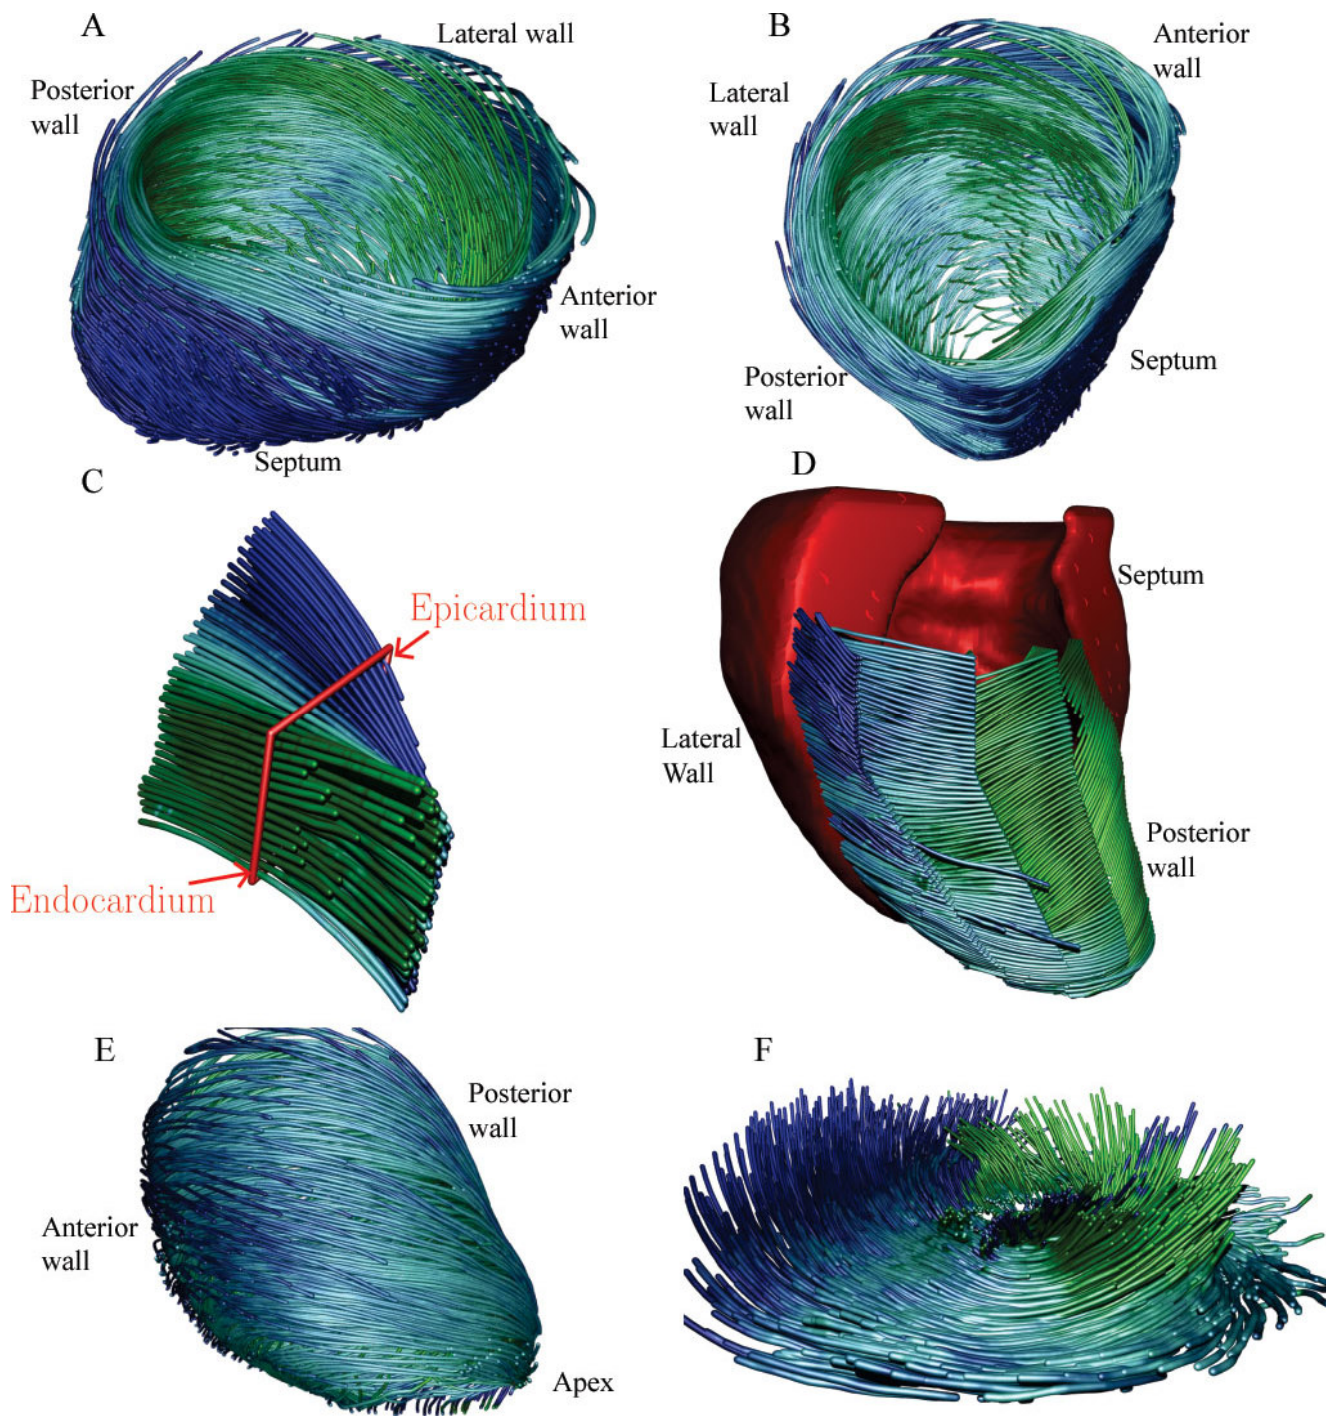 A
Lateral wall
Posterior
wall
Anterior
wall
Septum
B
Anterior
wall
Lateral
wall
Posterior
wall
Septum
C
Epicardium
Endocardium
D
Septum
Lateral
Wall
Posterior
wall
E
Posterior
wall
Anterior
wall
Apex
F